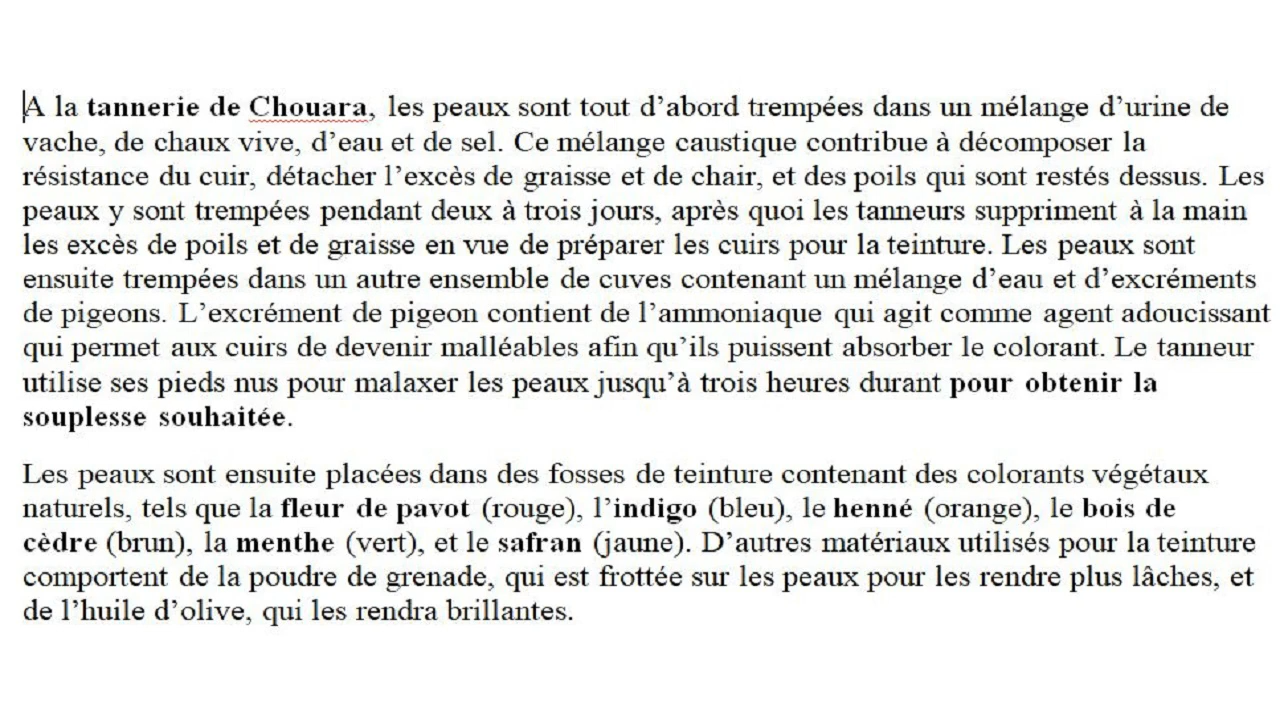 A la tannerie de Chouara, les peaux sont tout d’abord trempées dans un mélange d’urine de
vache, de chaux vive, d’eau et de sel. Ce mélange caustique contribue à décomposer la
résistance du cuir, détacher l’excès de graisse et de chair, et des poils qui sont restés dessus. Les
peaux y sont trempées pendant deux à trois jours, après quoi les tanneurs suppriment à la main
les excès de poils et de graisse en vue de préparer les cuirs pour la teinture. Les peaux sont
ensuite trempées dans un autre ensemble de cuves contenant un mélange d’eau et d’excréments
de pigeons. L’excrément de pigeon contient de l’ammoniaque qui agit comme agent adoucissant
qui permet aux cuirs de devenir malléables afin qu’ils puissent absorber le colorant. Le tanneur
utilise ses pieds nus pour malaxer les peaux jusqu’à trois heures durant pour obtenir la
souplesse souhaitée.
Les peaux sont ensuite placées dans des fosses de teinture contenant des colorants végétaux
naturels, tels que la fleur de pavot (rouge), l’indigo (bleu), le henné (orange), le bois de
cèdre (brun), la menthe (vert), et le safran (jaune). D’autres matériaux utilisés pour la teinture
comportent de la poudre de grenade, qui est frottée sur les peaux pour les rendre plus lâches, et
de l’huile d’olive, qui les rendra brillantes.